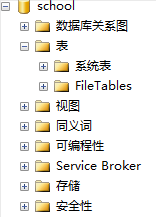 school
数据库关系图
表
系统表
FileTables
视图
同义词
可编程性
Service Broker
存储
安全性